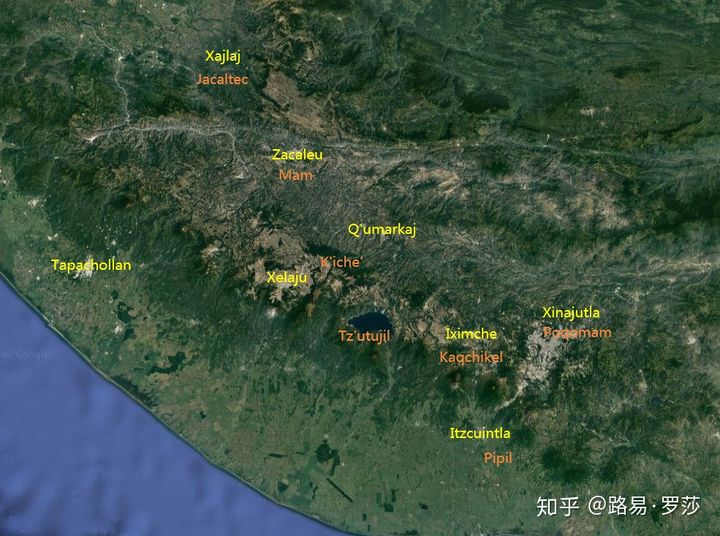 Xajlaj
Jacaltec
Zacaleu
Mam
Q'umarkaj
Tapachollan
Xelaju
K'iche'
Xinajutla
Tz'utujil
Iximche
Poqomam
Kaqchikel
Itzcuintla
Pipil
知乎 @路易·罗莎